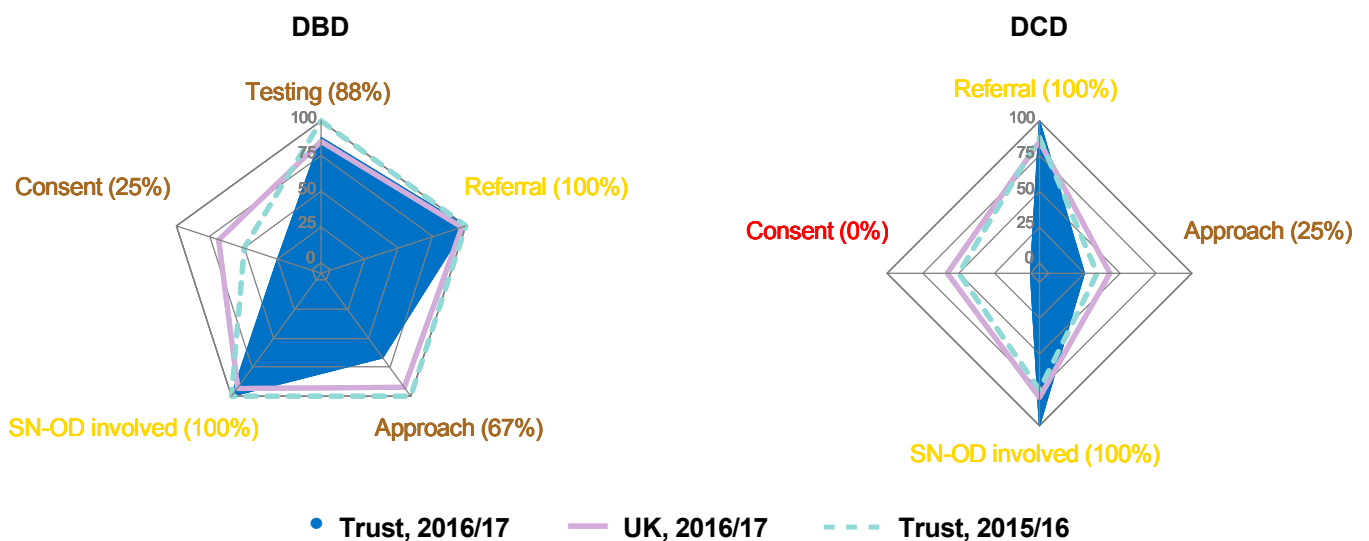 DBD
Testing (88%)
100
75
50
25
0
Consent (25%)
Referral (100%)
SN-OD involved (100%)
Approach (67%)
DCD
Referral (100%)
100
75
50
25
0
Consent (0%)
Approach (25%)
SN-OD involved (100%)
Trust, 2016/17
UK, 2016/17
Trust, 2015/16